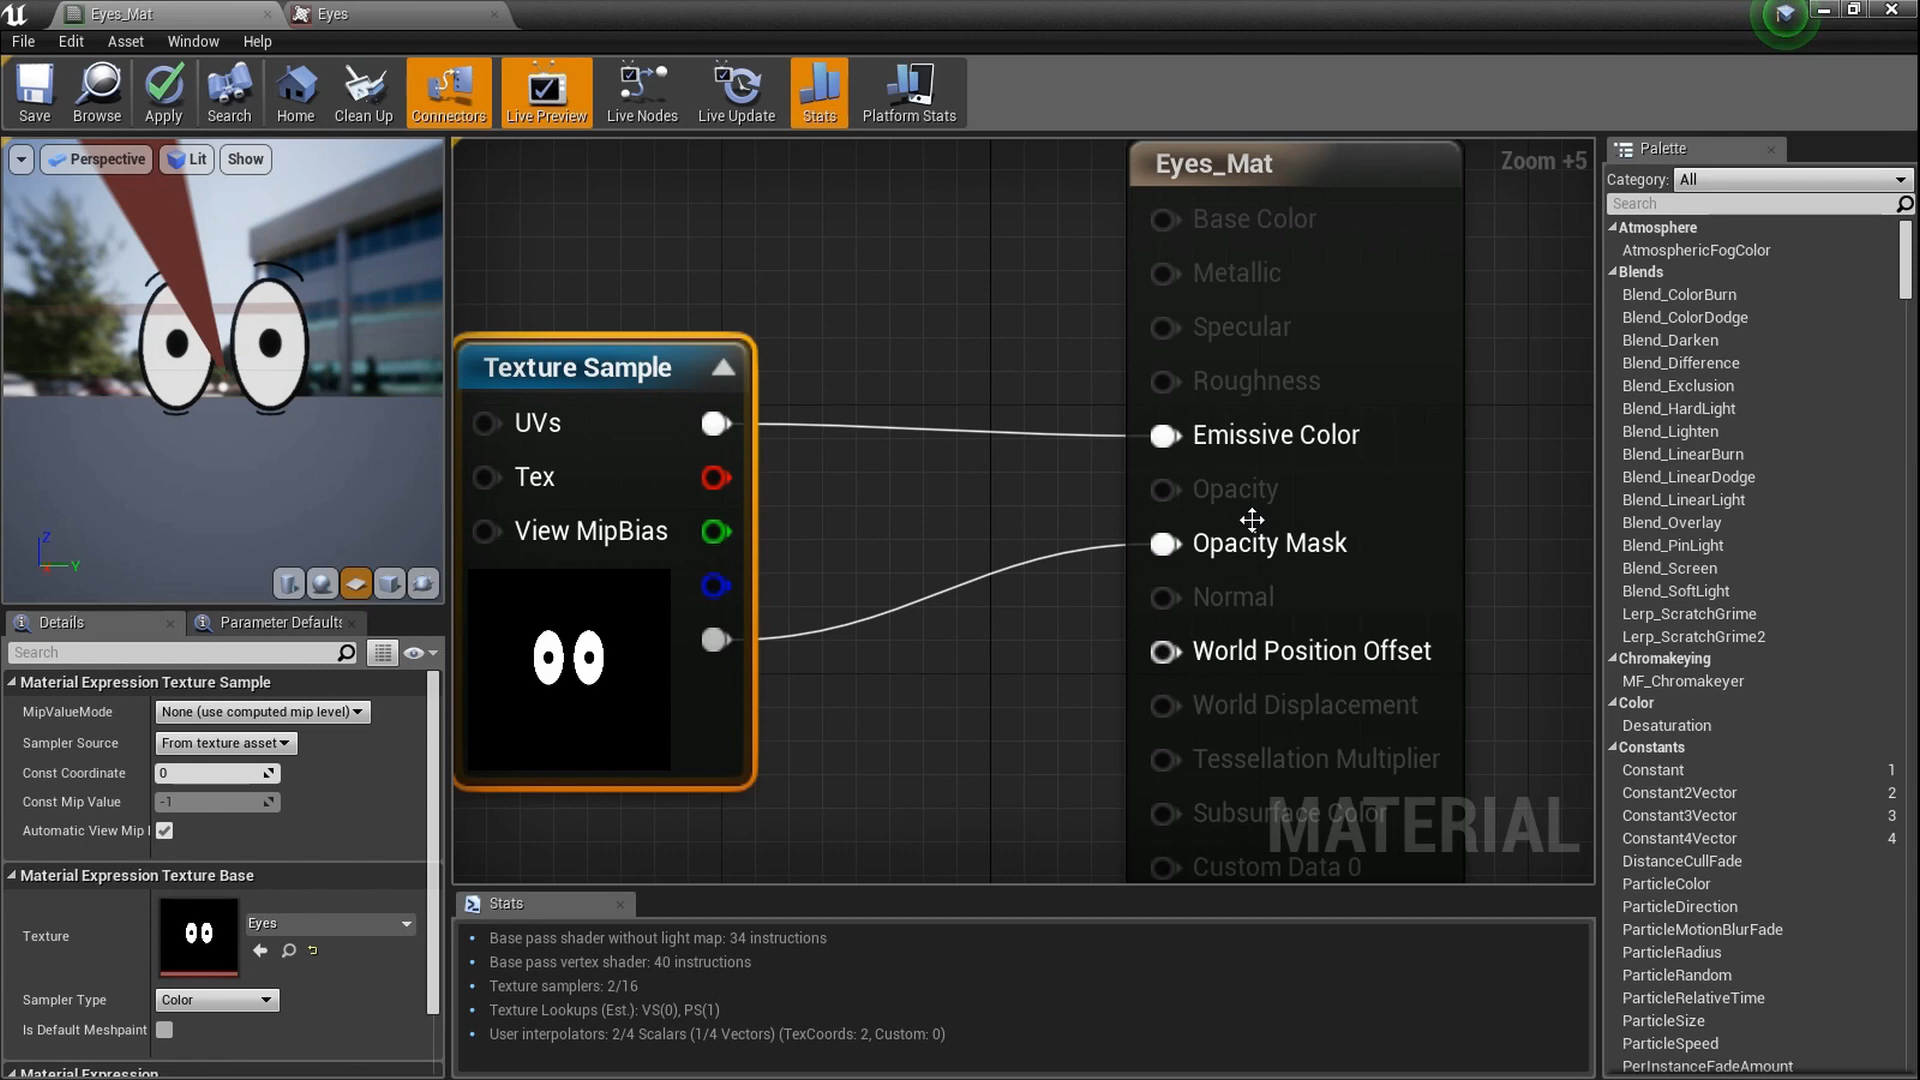 Eyes_Mat
Eyes
File Edit Asset Window Help
Save Browse Apply Search Home Clean Up Connectors Live Preview Live Nodes Live Update Stats Platform Stats
Perspective Lit Show
Z
Y
Details Parameter Defaults
Search
Material Expression Texture Sample
MipValueMode None (use computed mip level)
Sampler Source From texture asset
Const Coordinate 0
Const Mip Value -1
Automatic View Mip
Material Expression Texture Base
Texture Eyes
Sampler Type Color
Is Default Meshpaint
Material Expression
Zoom +5
Texture Sample
UVs
Tex
View MipBias
Eyes_Mat
Base Color
Metallic
Specular
Roughness
Emissive Color
Opacity
Opacity Mask
Normal
World Position Offset
World Displacement
Tessellation Multiplier
Subsurface Color
Custom Data 0
MATERIAL
Stats
Base pass shader without light map: 34 instructions
Base pass vertex shader: 40 instructions
Texture samplers: 2/16
Texture Lookups (Est.): VS(0), PS(1)
User interpolators: 2/4 Scalars (1/4 Vectors) (TexCoords: 2, Custom: 0)
Palette
Category: All
Search
Atmosphere
AtmosphericFogColor
Blends
Blend_ColorBurn
Blend_ColorDodge
Blend_Darken
Blend_Difference
Blend_Exclusion
Blend_HardLight
Blend_Lighten
Blend_LinearBurn
Blend_LinearDodge
Blend_LinearLight
Blend_Overlay
Blend_PinLight
Blend_Screen
Blend_SoftLight
Lerp_ScratchGrime
Lerp_ScratchGrime2
Chromakeying
MF_Chromakeyer
Color
Desaturation
Constants
Constant 1
Constant2Vector 2
Constant3Vector 3
Constant4Vector 4
DistanceCullFade
ParticleColor
ParticleDirection
ParticleMotionBlurFade
ParticleRadius
ParticleRandom
ParticleRelativeTime
ParticleSize
ParticleSpeed
PerInstanceFadeAmount